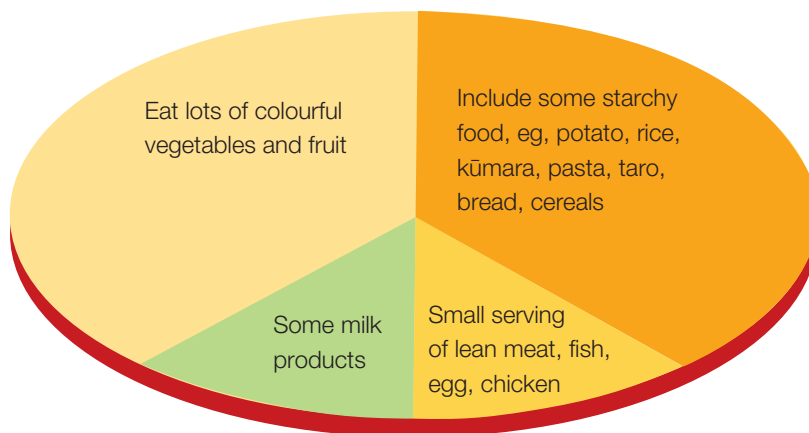 Eat lots of colourful
vegetables and fruit
Include some starchy
food, eg, potato, rice,
kūmara, pasta, taro,
bread, cereals
Some milk
products
Small serving
of lean meat, fish,
egg, chicken